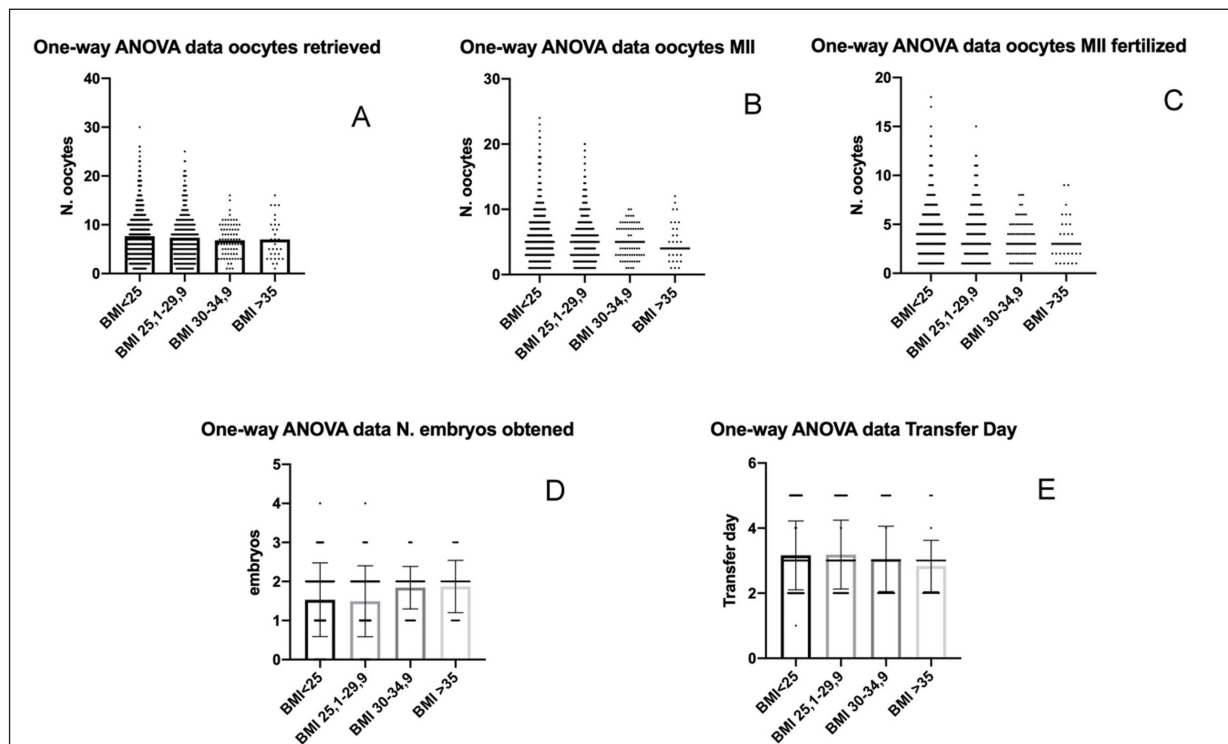 One-way ANOVA data oocytes retrieved
A
N. oocytes
40
30
20
10
0
BMI<25
BMI 25,1-29,9
BMI 30-34,9
BMI >35
One-way ANOVA data oocytes MII
B
N. oocytes
30
20
10
0
BMI<25
BMI 25,1-29,9
BMI 30-34,9
BMI >35
One-way ANOVA data oocytes MII fertilized
C
N. oocytes
20
15
10
5
0
BMI<25
BMI 25,1-29,9
BMI 30-34,9
BMI >35
One-way ANOVA data N. embryos obtened
D
embryos
5
4
3
2
1
0
BMI<25
BMI 25,1-29,9
BMI 30-34,9
BMI >35
One-way ANOVA data Transfer Day
E
Transfer day
6
4
2
0
BMI<25
BMI 25,1-29,9
BMI 30-34,9
BMI >35